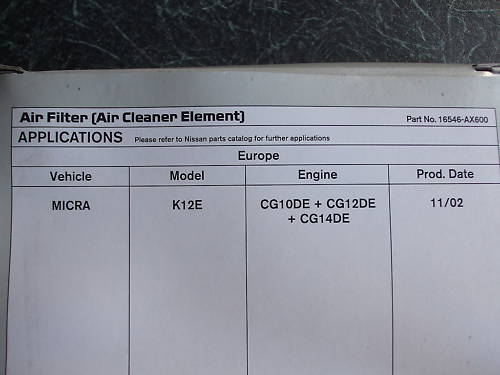 Air Filter (Air Cleaner Element) Part No. 16546-AX600
APPLICATIONS Please refer to Nissan parts catalog for further applications
Europe
Vehicle Model Engine Prod. Date
MICRA K12E CG10DE + CG12DE 11/02
+ CG14DE